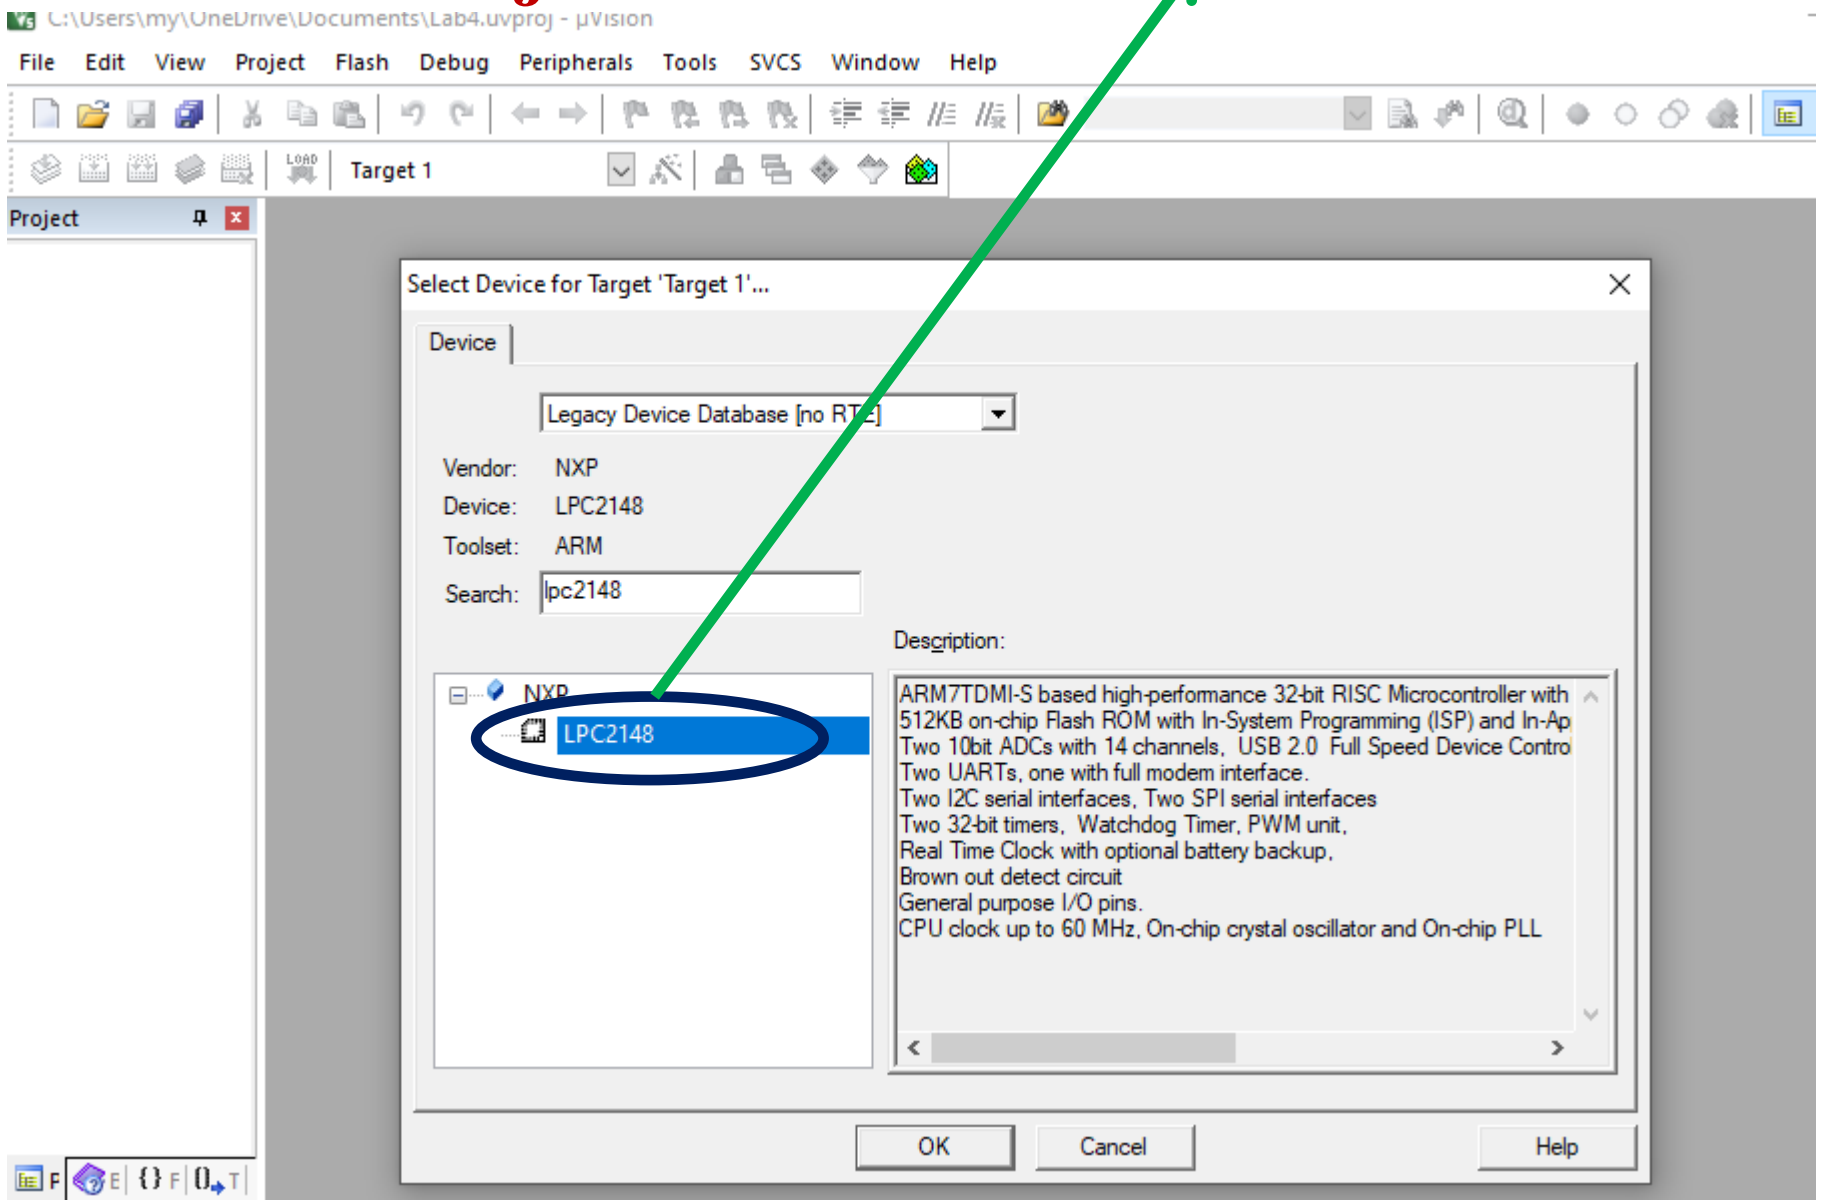 C:\Users\my\OneDrive\Documents\Lab4.uvproj - µVision
File Edit View Project Flash Debug Peripherals Tools SVCS Window Help
LOAD
Target 1
Project
Select Device for Target 'Target 1'...
Device
Legacy Device Database [no RTE]
Vendor: NXP
Device: LPC2148
Toolset: ARM
Search: lpc2148
Description:
NXP
LPC2148
ARM7TDMI-S based high-performance 32-bit RISC Microcontroller with
512KB on-chip Flash ROM with In-System Programming (ISP) and In-Ap
Two 10bit ADCs with 14 channels, USB 2.0 Full Speed Device Contro
Two UARTs, one with full modem interface.
Two I2C serial interfaces, Two SPI serial interfaces
Two 32-bit timers, Watchdog Timer, PWM unit,
Real Time Clock with optional battery backup,
Brown out detect circuit
General purpose I/O pins.
CPU clock up to 60 MHz, On-chip crystal oscillator and On-chip PLL
OK Cancel Help
P E {} F 0 T